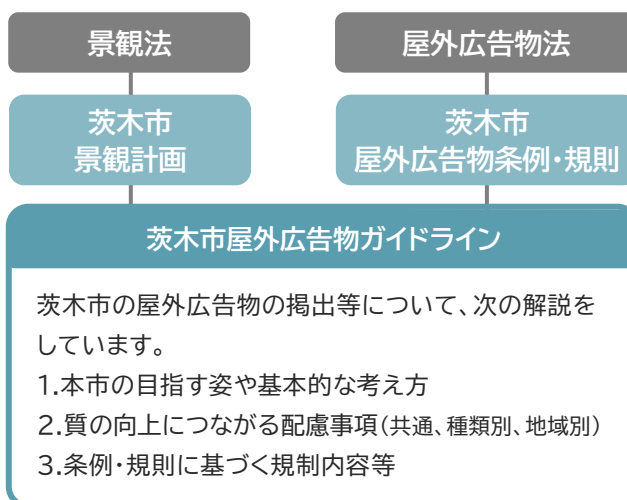 景観法
屋外広告物法
茨木市
景観計画
茨木市
屋外広告物条例・規則
茨木市屋外広告物ガイドライン
茨木市の屋外広告物の掲出等について、次の解説を
しています。
1.本市の目指す姿や基本的な考え方
2.質の向上につながる配慮事項(共通、種類別、地域別)
3.条例・規則に基づく規制内容等